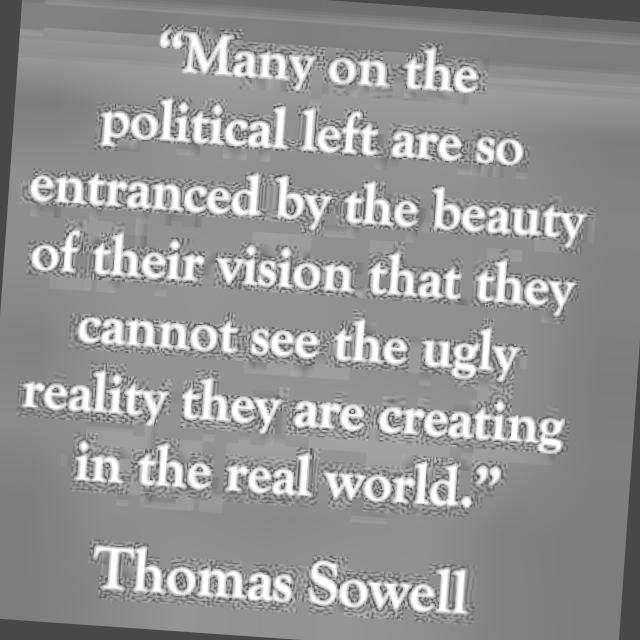 “Many on the
political left are so
entranced by the beauty
of their vision that they
cannot see the ugly
reality they are creating
in the real world.”
Thomas Sowell